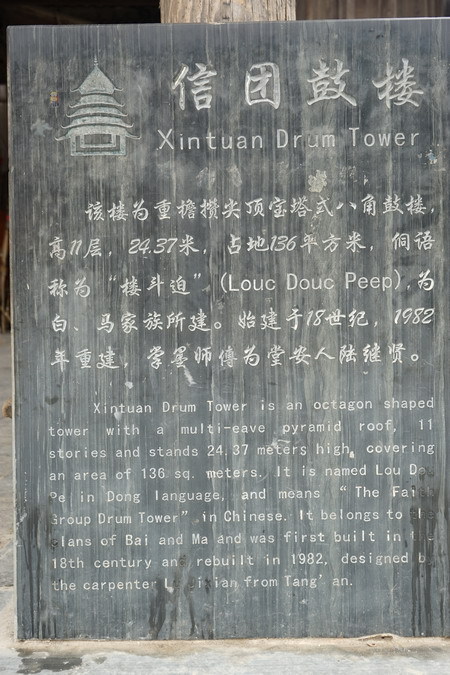 信团鼓楼
Xintuan Drum Tower
该楼为重檐攒尖顶宝塔式八角鼓楼，
高11层，24.37米，占地136平方米，侗语
称为“楼斗迫”（Louc Douc Peep），为
白、马家族所建。始建于18世纪，1982
年重建，掌墨师傅为堂安人陆继贤。
Xintuan Drum Tower is an octagon shaped
tower with a multi-eave pyramid roof, 11
stories and stands 24.37 meters high, covering
an area of 136 sq. meters. It is named Lou Dou
Pe in Dong language, and means “The Faith
Group Drum Tower” in Chinese. It belongs to the
clans of Bai and Ma and was first built in
18th century and rebuilt in 1982, designed by
the carpenter from Tang'an.